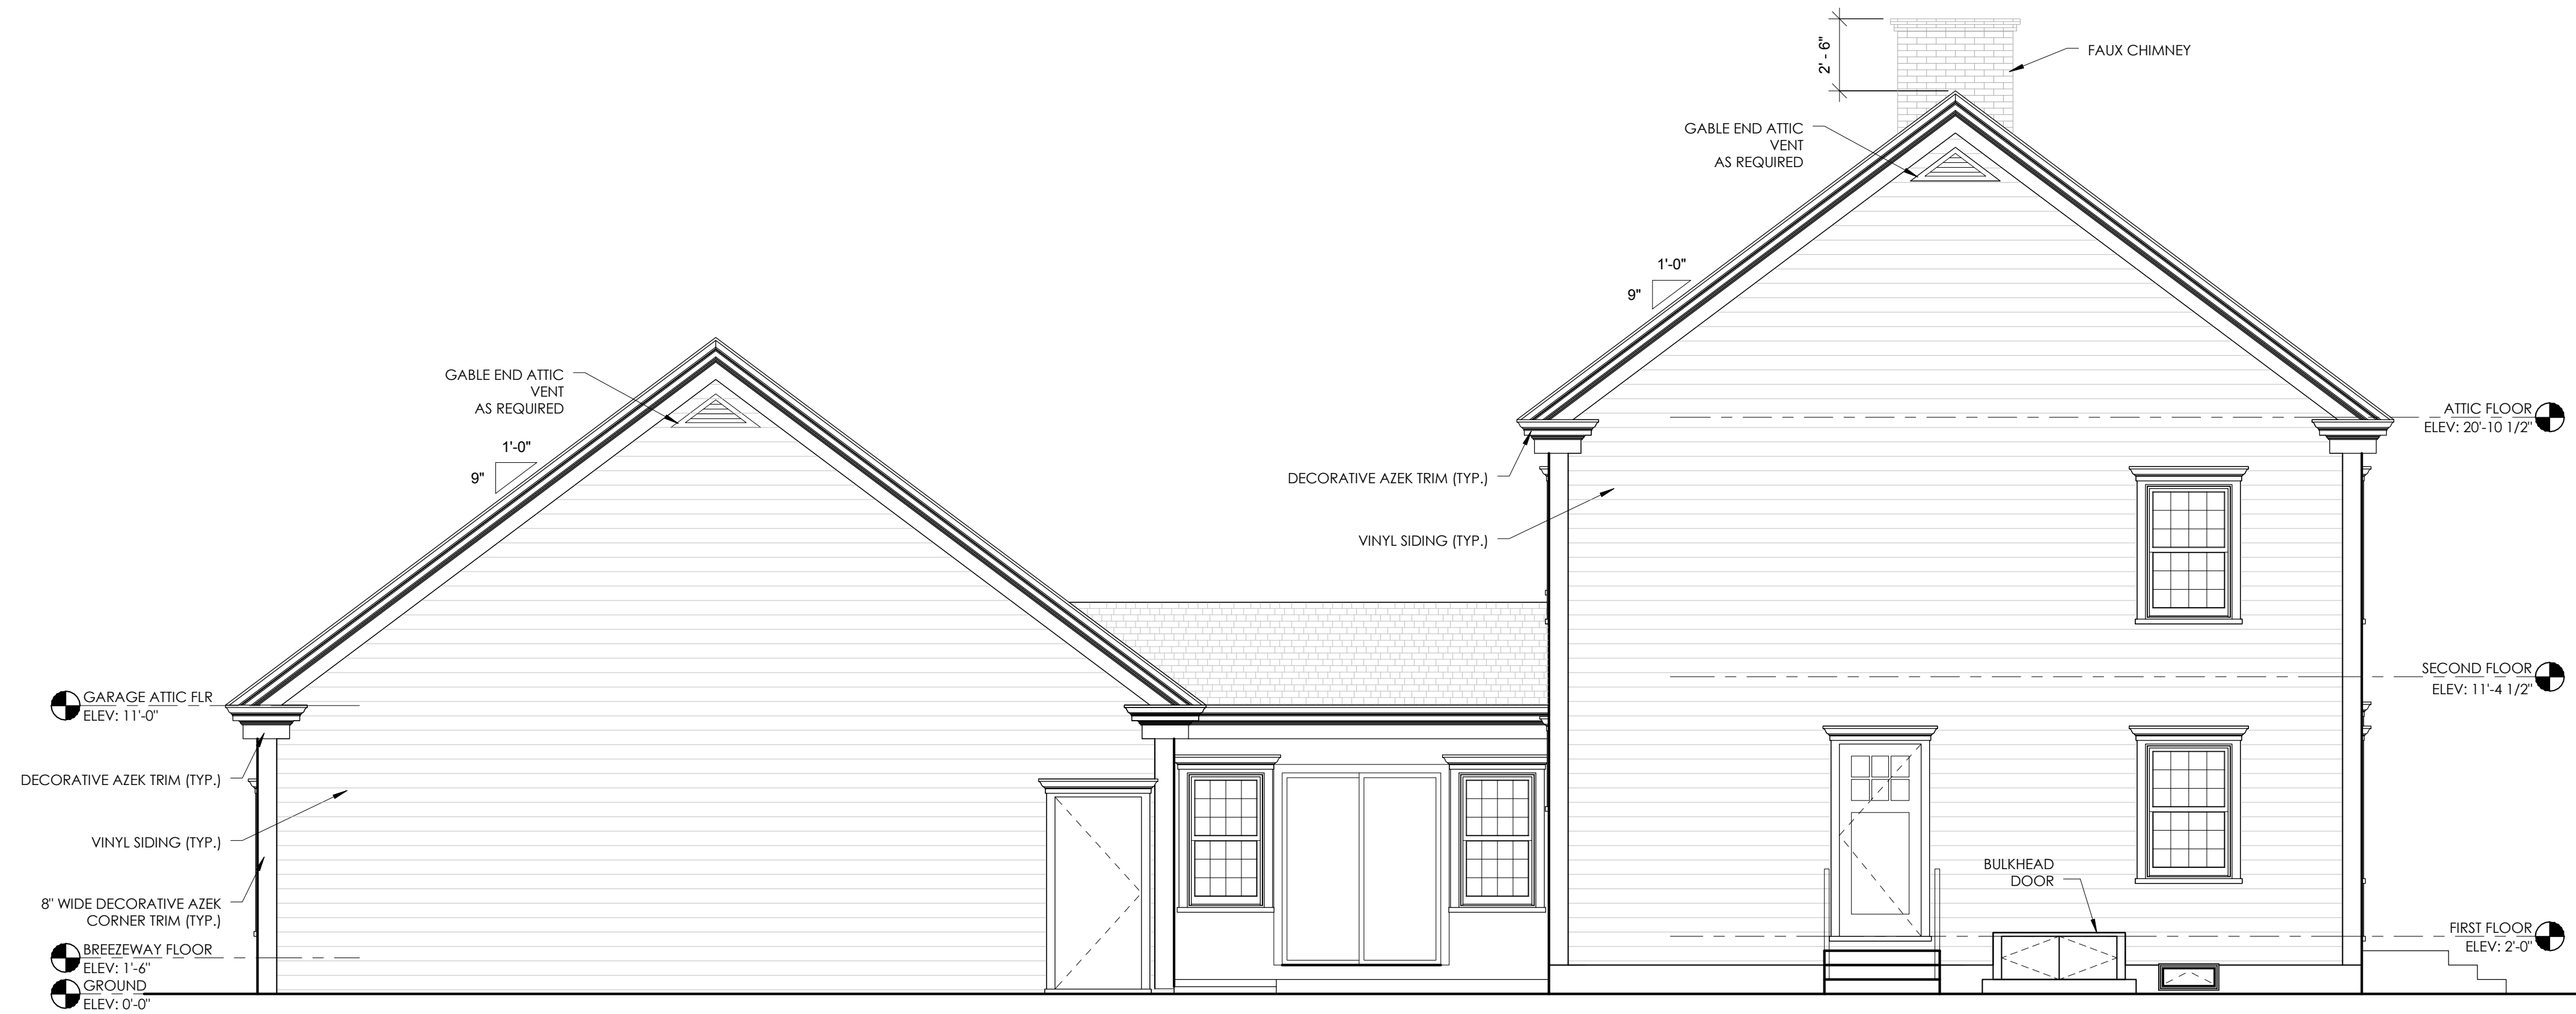 2' - 6"
FAUX CHIMNEY
GABLE END ATTIC
VENT
AS REQUIRED
1'-0"
9"
GABLE END ATTIC
VENT
AS REQUIRED
1'-0"
9"
ATTIC FLOOR
ELEV: 20'-10 1/2"
DECORATIVE AZEK TRIM (TYP.)
VINYL SIDING (TYP.)
SECOND FLOOR
ELEV: 11'-4 1/2"
GARAGE ATTIC FLR
ELEV: 11'-0"
DECORATIVE AZEK TRIM (TYP.)
VINYL SIDING (TYP.)
8" WIDE DECORATIVE AZEK
CORNER TRIM (TYP.)
BULKHEAD
DOOR
FIRST FLOOR
ELEV: 2'-0"
BREEZEWAY FLOOR
ELEV: 1'-6"
GROUND
ELEV: 0'-0"